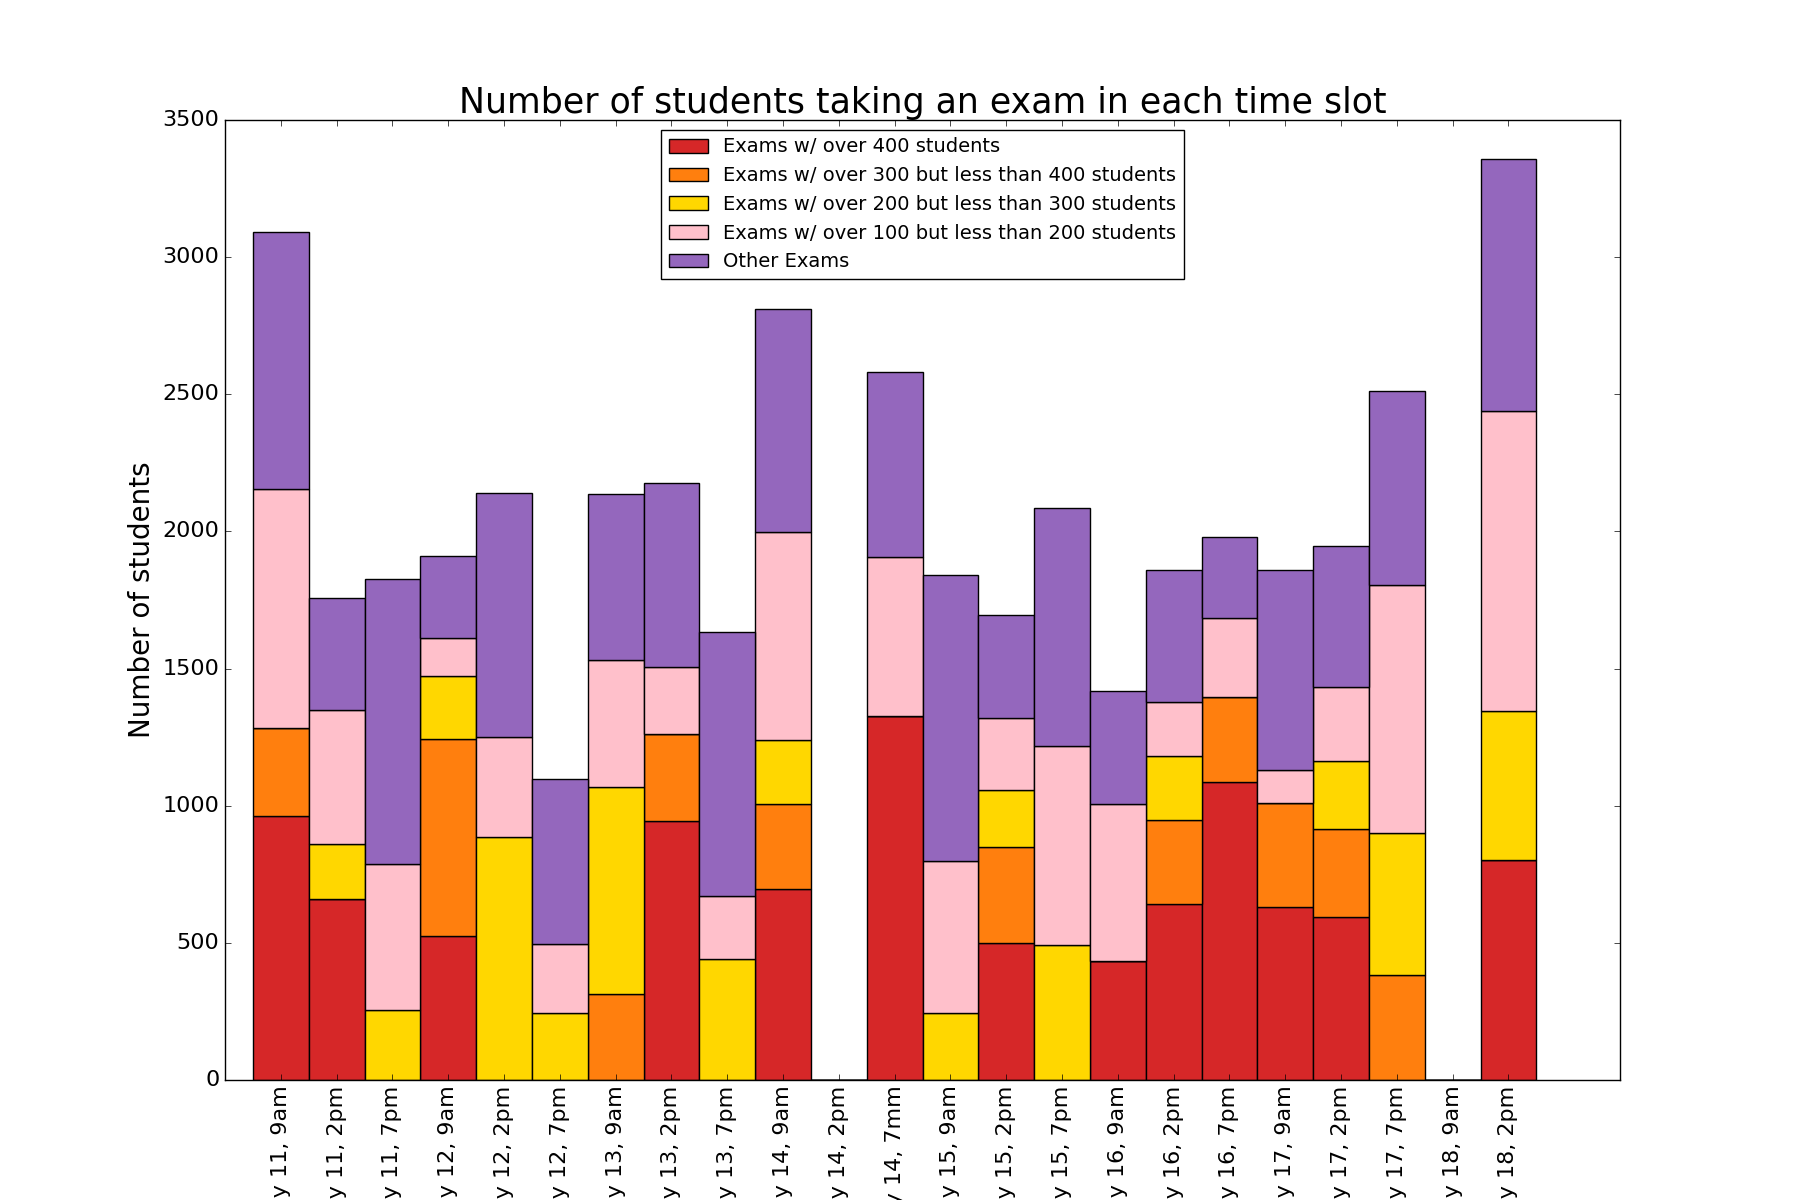 Number of students taking an exam in each time slot
Exams w/ over 400 students
Exams w/ over 300 but less than 400 students
Exams w/ over 200 but less than 300 students
Exams w/ over 100 but less than 200 students
Other Exams
Number of students
3500
3000
2500
2000
1500
1000
500
0
y 11, 9am
y 11, 2pm
y 11, 7pm
y 12, 9am
y 12, 2pm
y 12, 7pm
y 13, 9am
y 13, 2pm
y 13, 7pm
y 14, 9am
y 14, 2pm
y 14, 7mm
y 15, 9am
y 15, 2pm
y 15, 7pm
y 16, 9am
y 16, 2pm
y 16, 7pm
y 17, 9am
y 17, 2pm
y 17, 7pm
y 18, 9am
y 18, 2pm